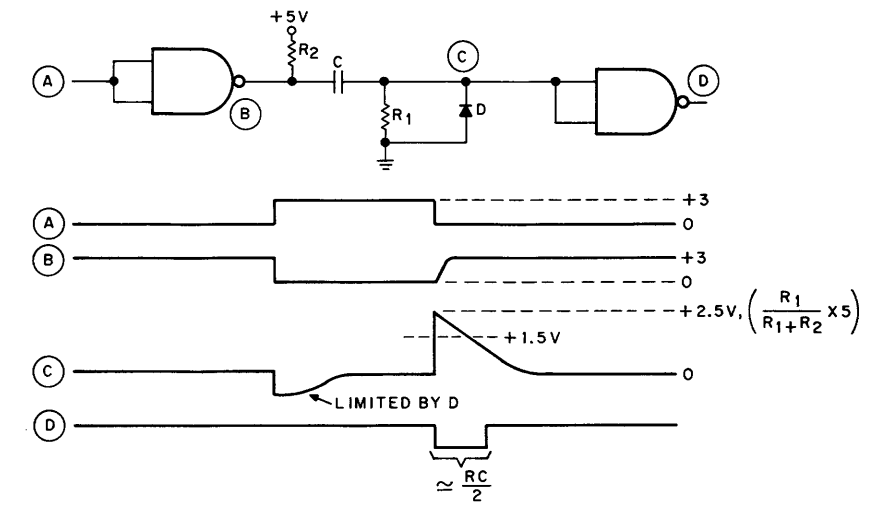 +5V
R2
C
C
A
D
B
R1
D
A
+3
0
B
+3
0
+2.5V, (R1/R1+R2 X5)
+1.5V
C
0
LIMITED BY D
D
≃ RC/2